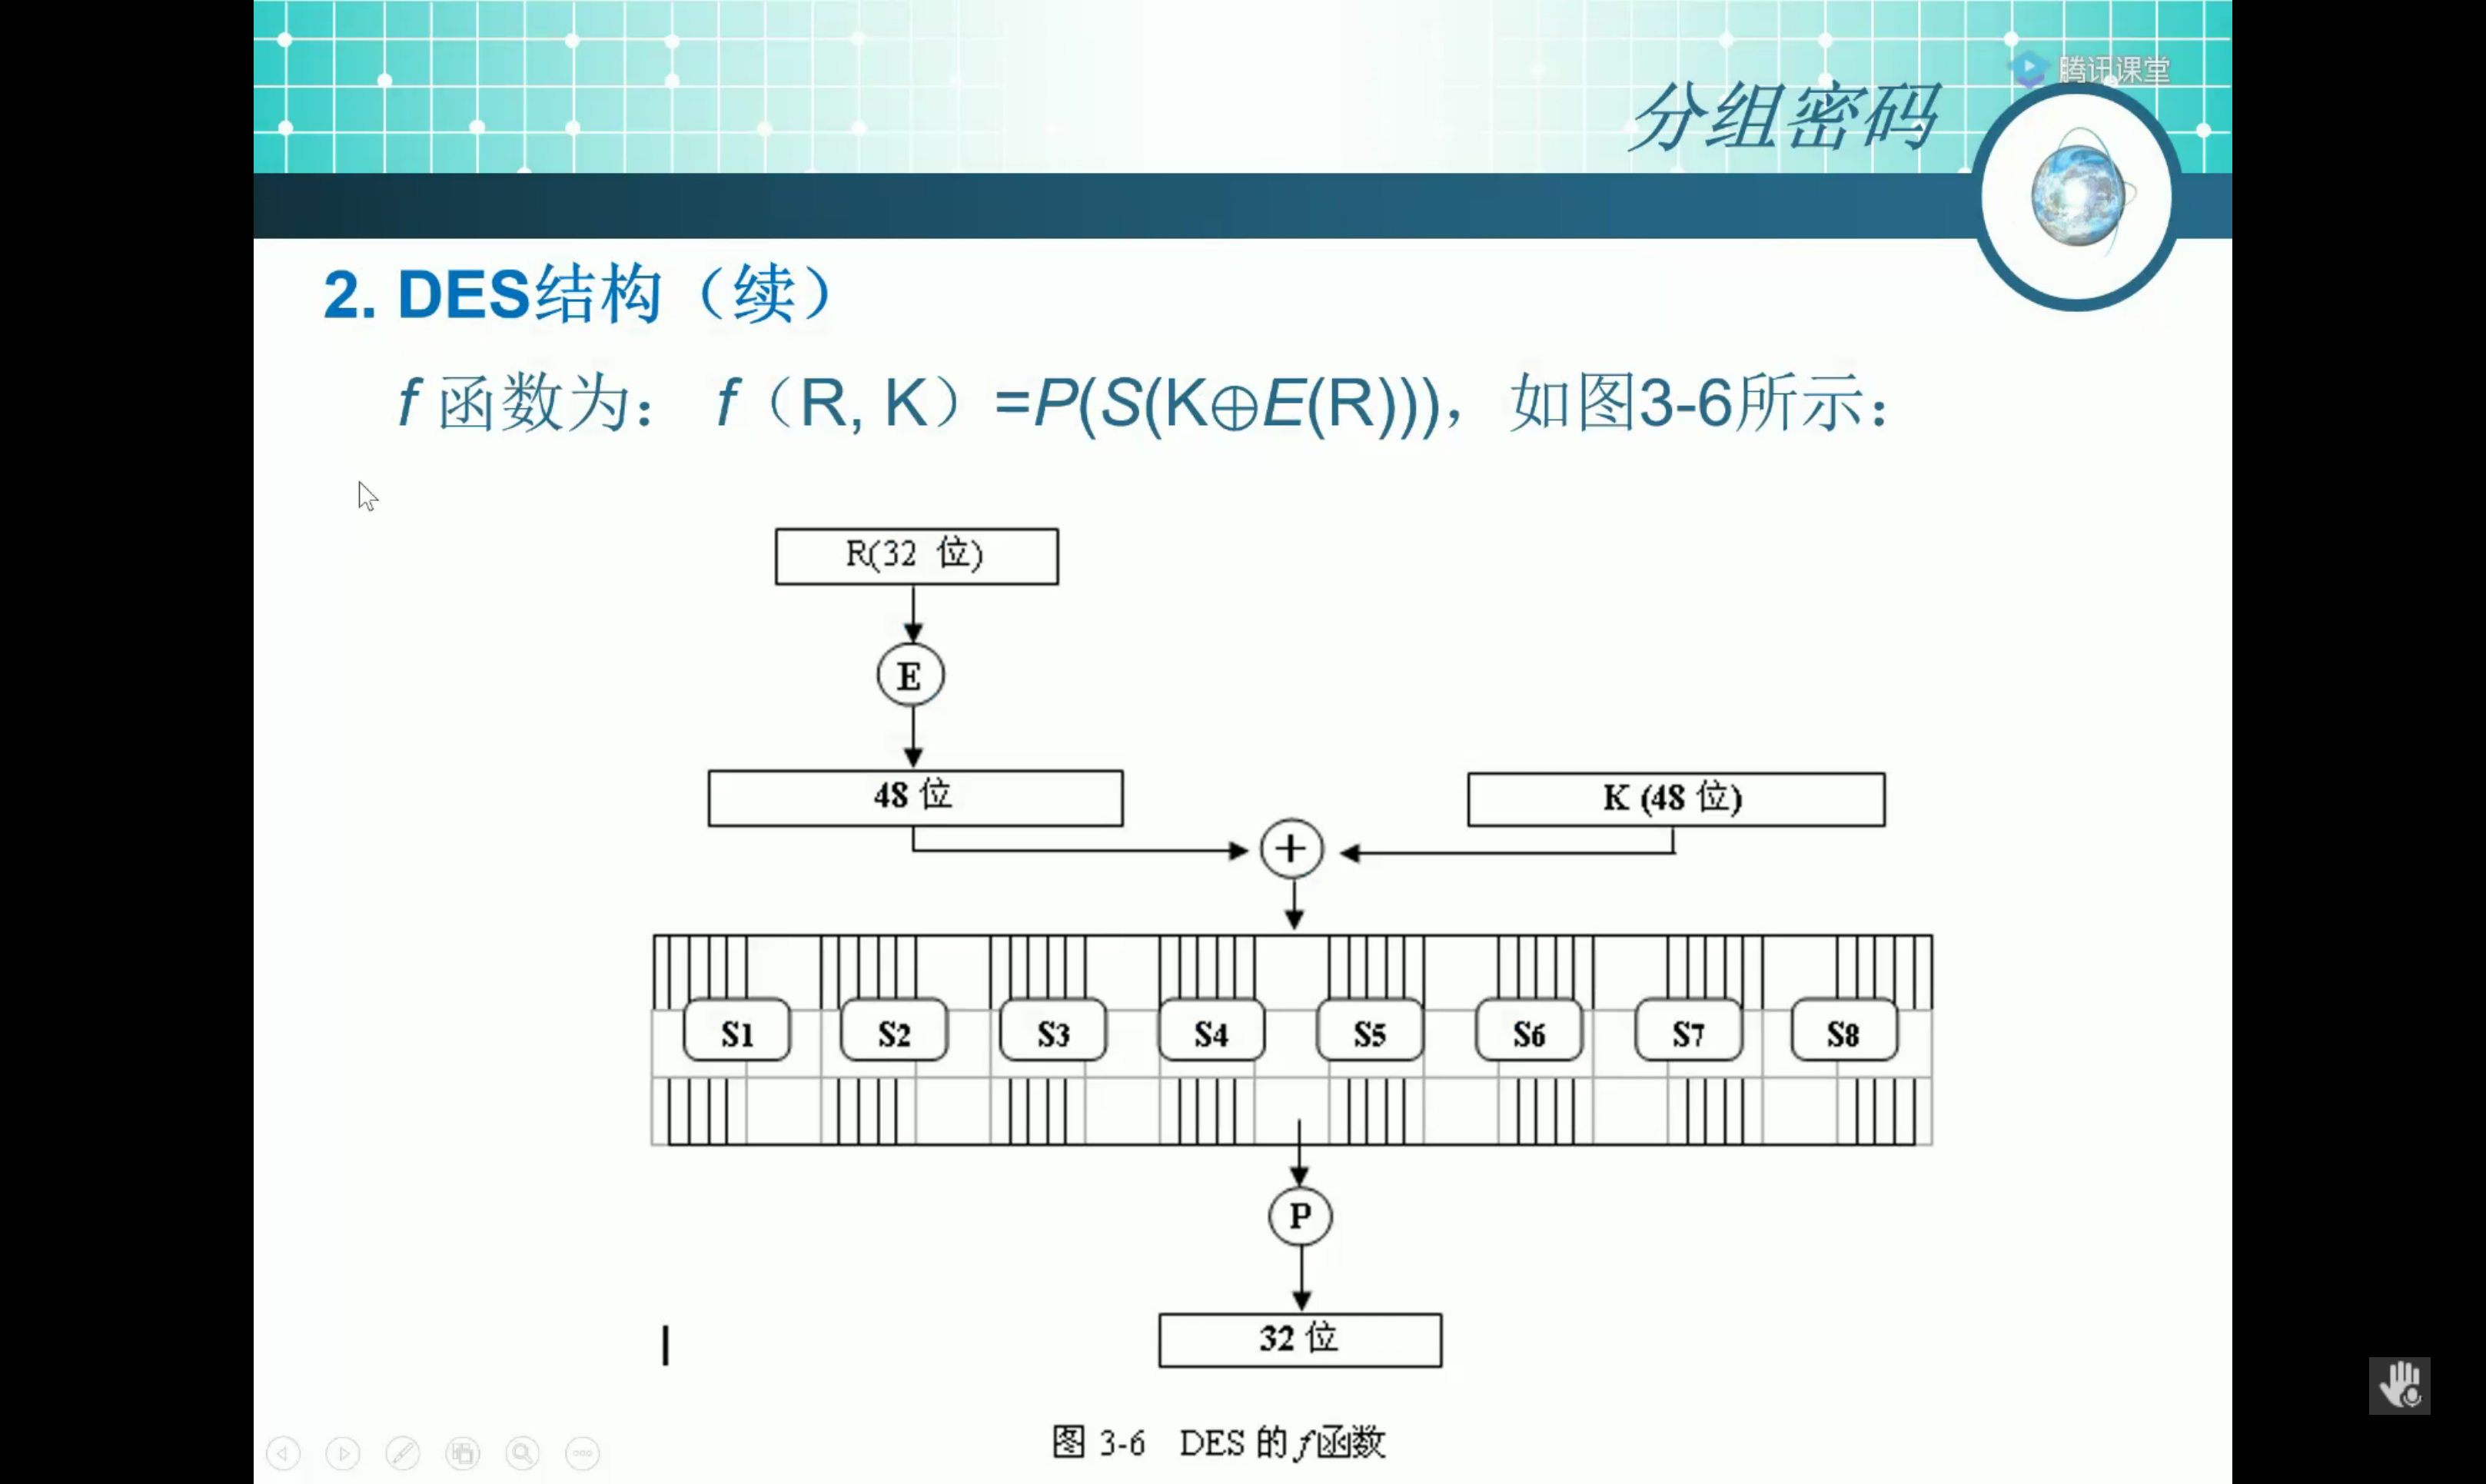 腾讯课堂
分组密码
2. DES结构（续）
f 函数为： f（R, K）=P(S(K⊕E(R)))，如图3-6所示：
R(32 位)
E
48 位
K (48 位)
+
S1 S2 S3 S4 S5 S6 S7 S8
P
32 位
图 3-6 DES 的 f函数